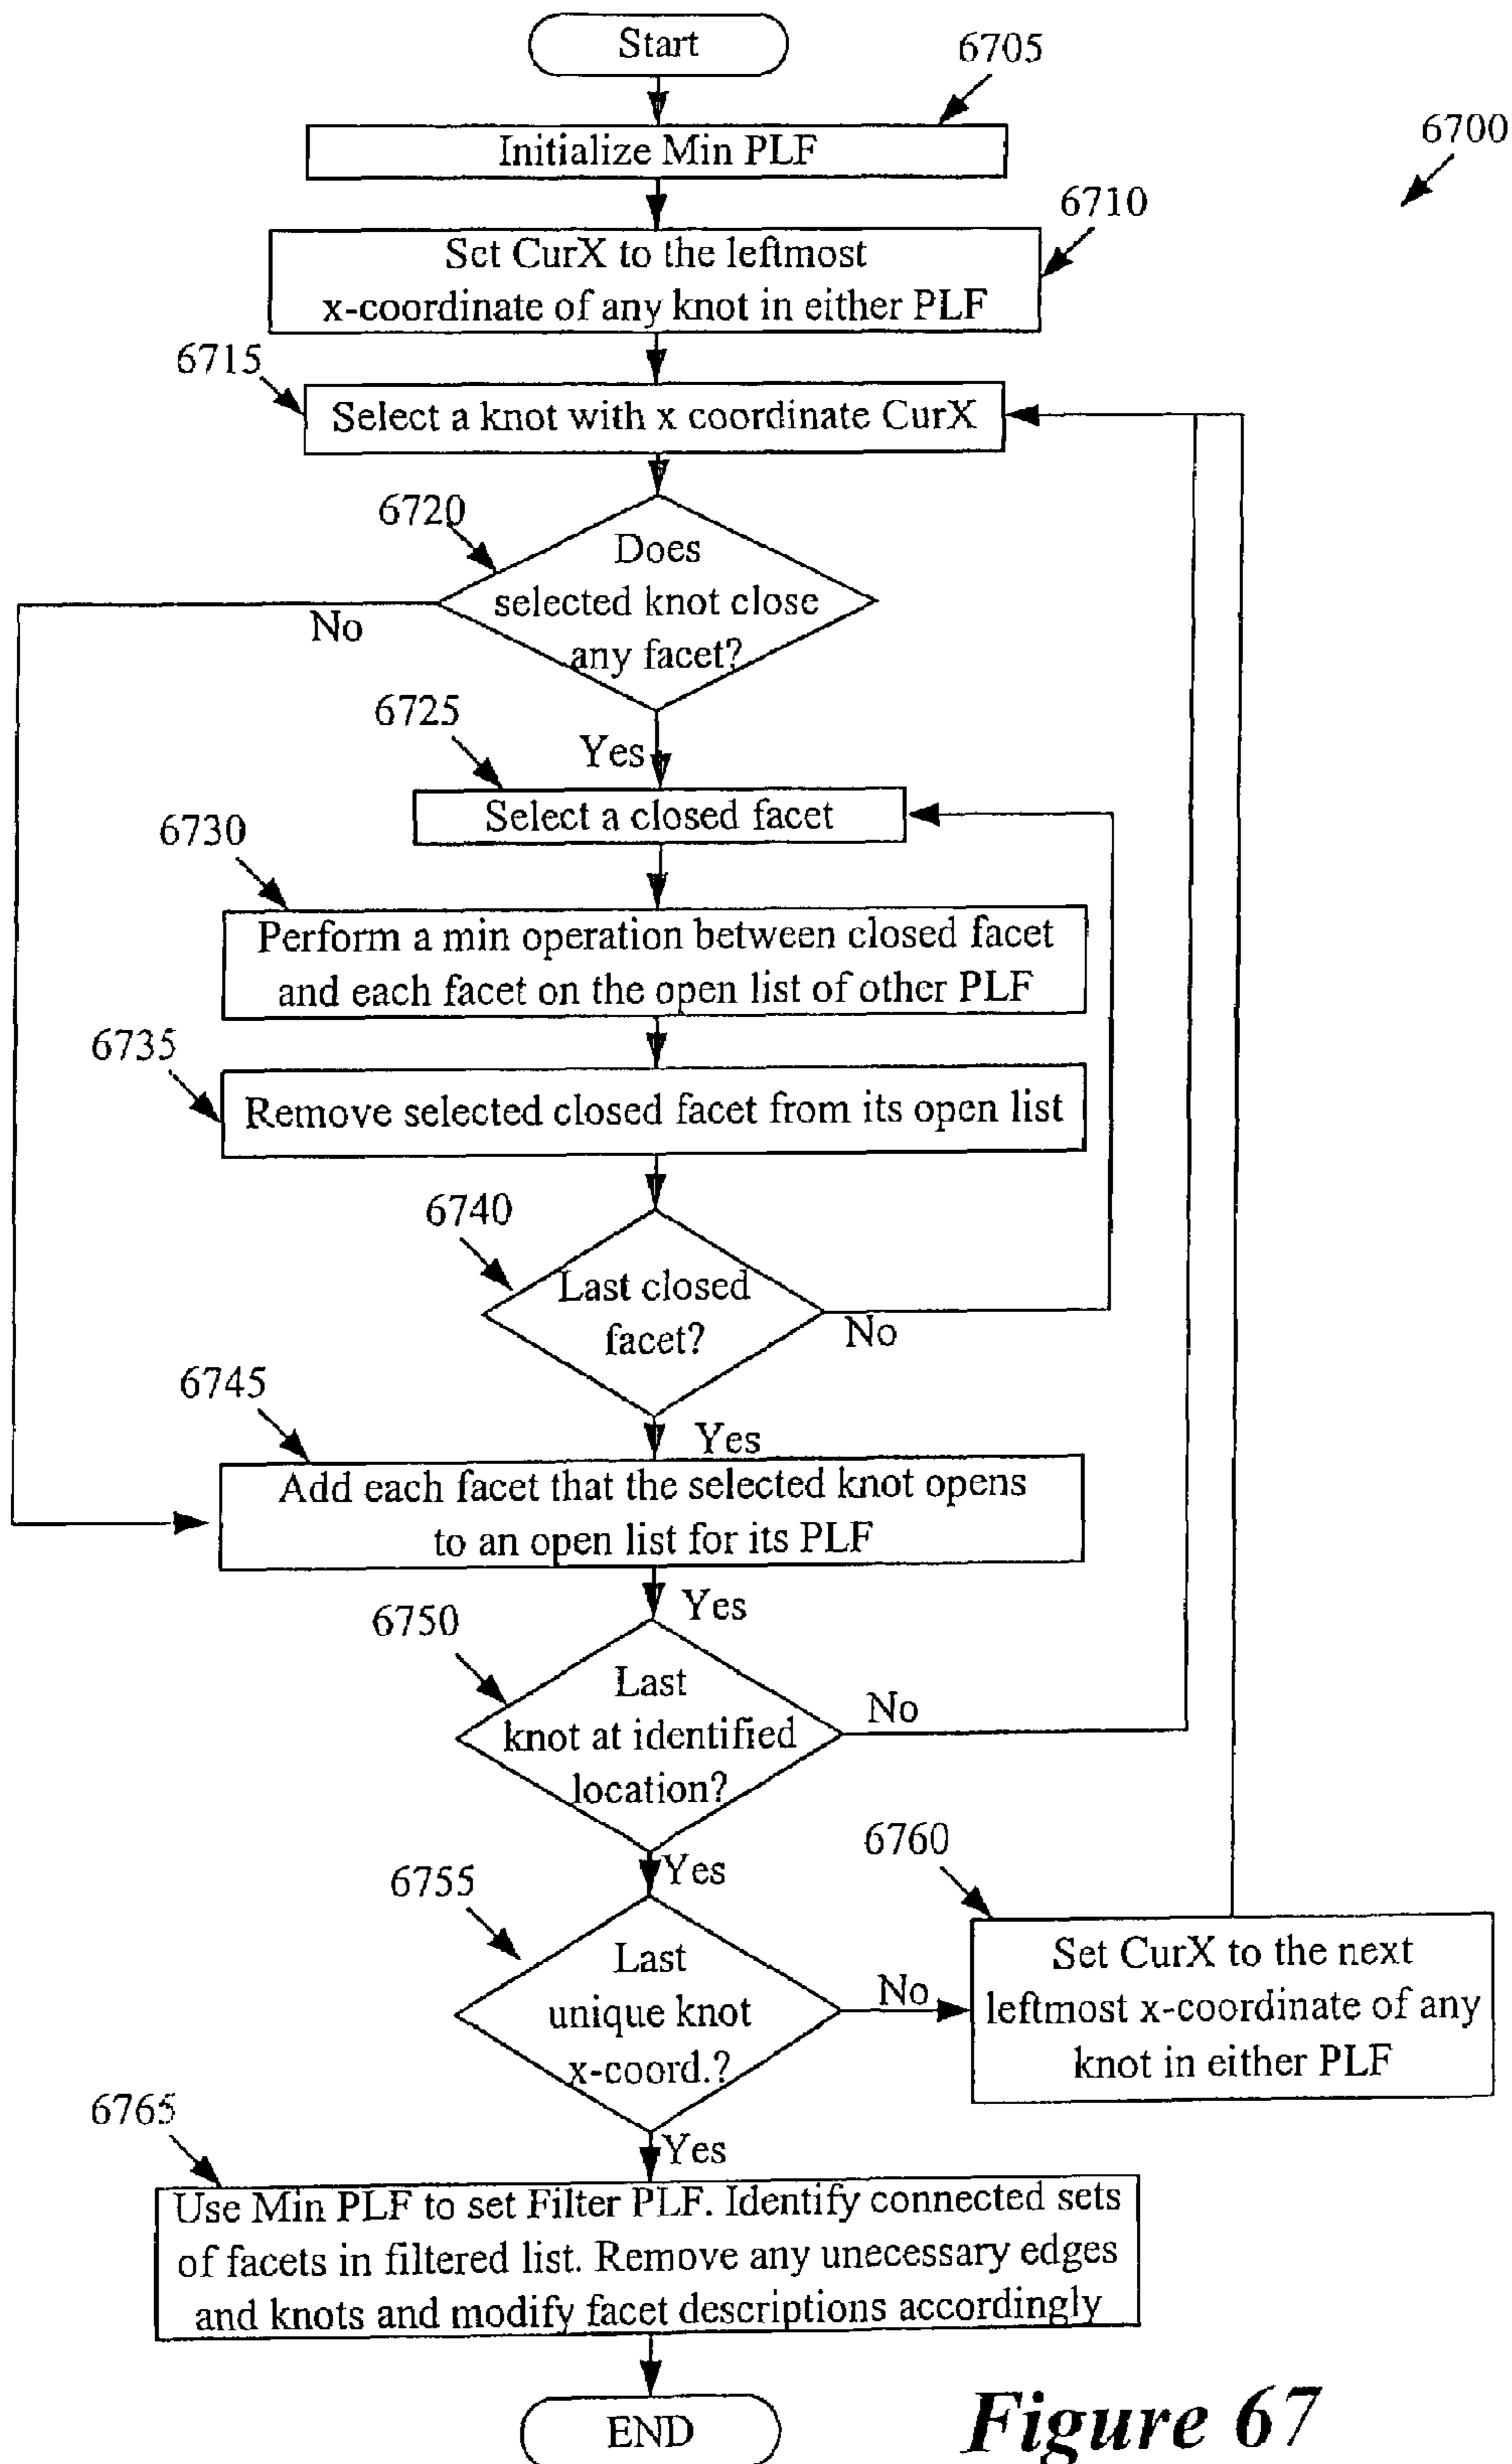 Start
6705
Initialize Min PLF
6700
6710
Set CurX to the leftmost
x-coordinate of any knot in either PLF
6715
Select a knot with x coordinate CurX
6720
Does
selected knot close
any facet?
No
6725
Yes
Select a closed facet
6730
Perform a min operation between closed facet
and each facet on the open list of other PLF
6735
Remove selected closed facet from its open list
6740
Last closed
facet?
No
6745
Yes
Add each facet that the selected knot opens
to an open list for its PLF
6750
Yes
Last
knot at identified
location?
No
6755
Yes
6760
Last
unique knot
x-coord.?
No
Set CurX to the next
leftmost x-coordinate of any
knot in either PLF
6765
Yes
Use Min PLF to set Filter PLF. Identify connected sets
of facets in filtered list. Remove any unecessary edges
and knots and modify facet descriptions accordingly
END
Figure 67